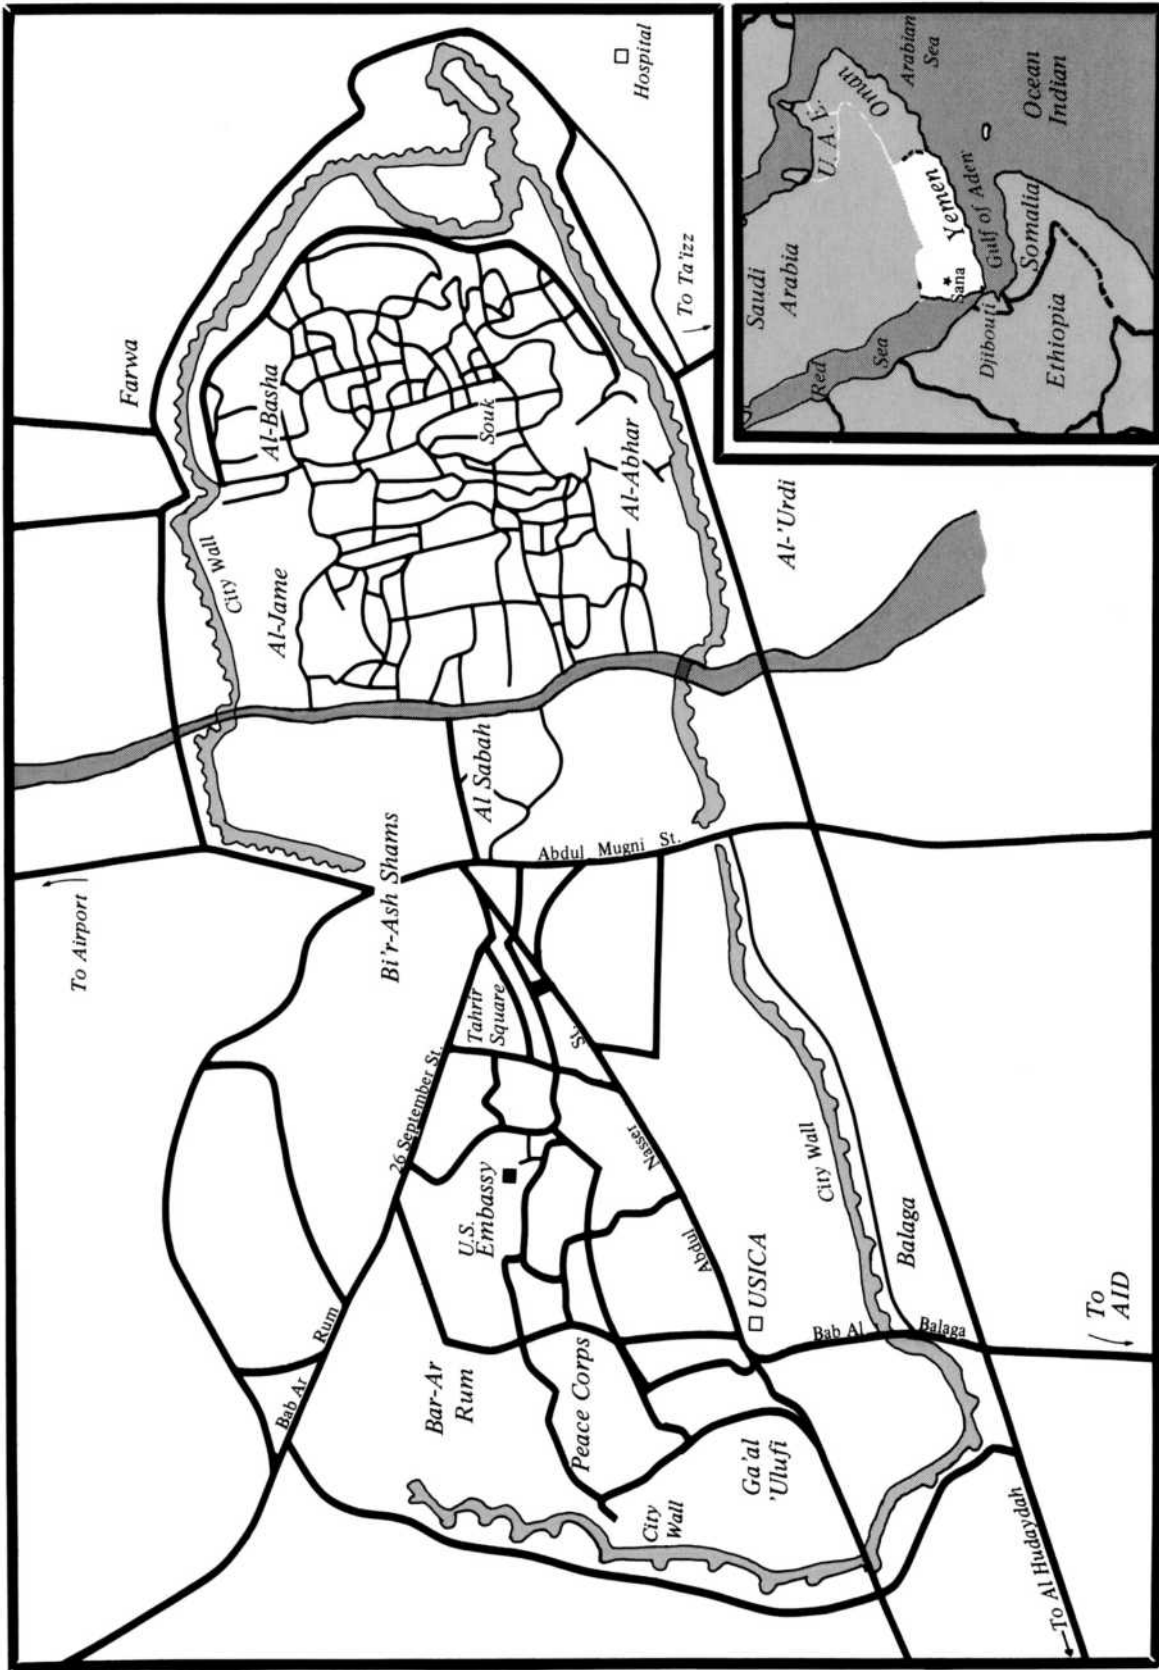 To Airport
Farwa
City Wall
Al-Basha
Al-Jame
Souk
Al-Abhar
Al-'Urdi
Hospital
To Ta'izz
Al Sabah
Abdul Mugni St.
Bi'r-Ash Shams
Tahrir
Square
26 September St.
U.S.
Embassy
Bab Ar Rum
Bar-Ar
Rum
Peace Corps
Abdul Nasser St.
USICA
City Wall
Balaga
Bab Al Balaga
To
AID
Ga'al
'Ulufi
City
Wall
To Al Hudaydah
Saudi
Arabia
U.A.E.
Oman
Arabian
Sea
Red
Sea
Yemen
Sana
Gulf of Aden
Djibouti
Somalia
Ethiopia
Ocean
Indian